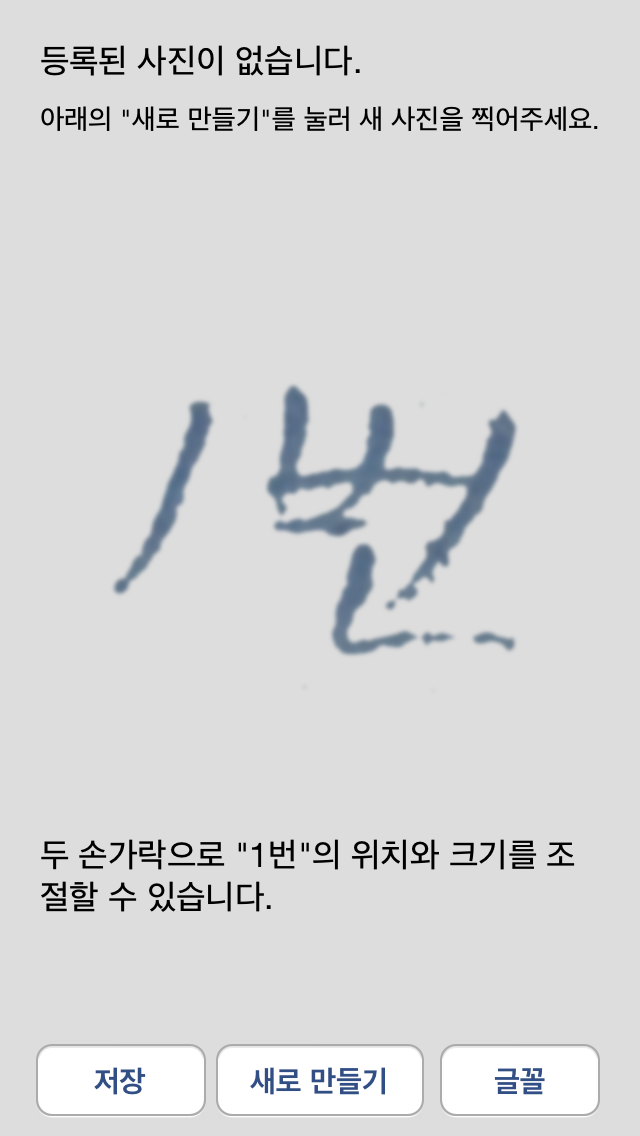 등록된 사진이 없습니다.
아래의 "새로 만들기"를 눌러 새 사진을 찍어주세요.
1번
두 손가락으로 "1번"의 위치와 크기를 조
절할 수 있습니다.
저장 새로 만들기 글꼴